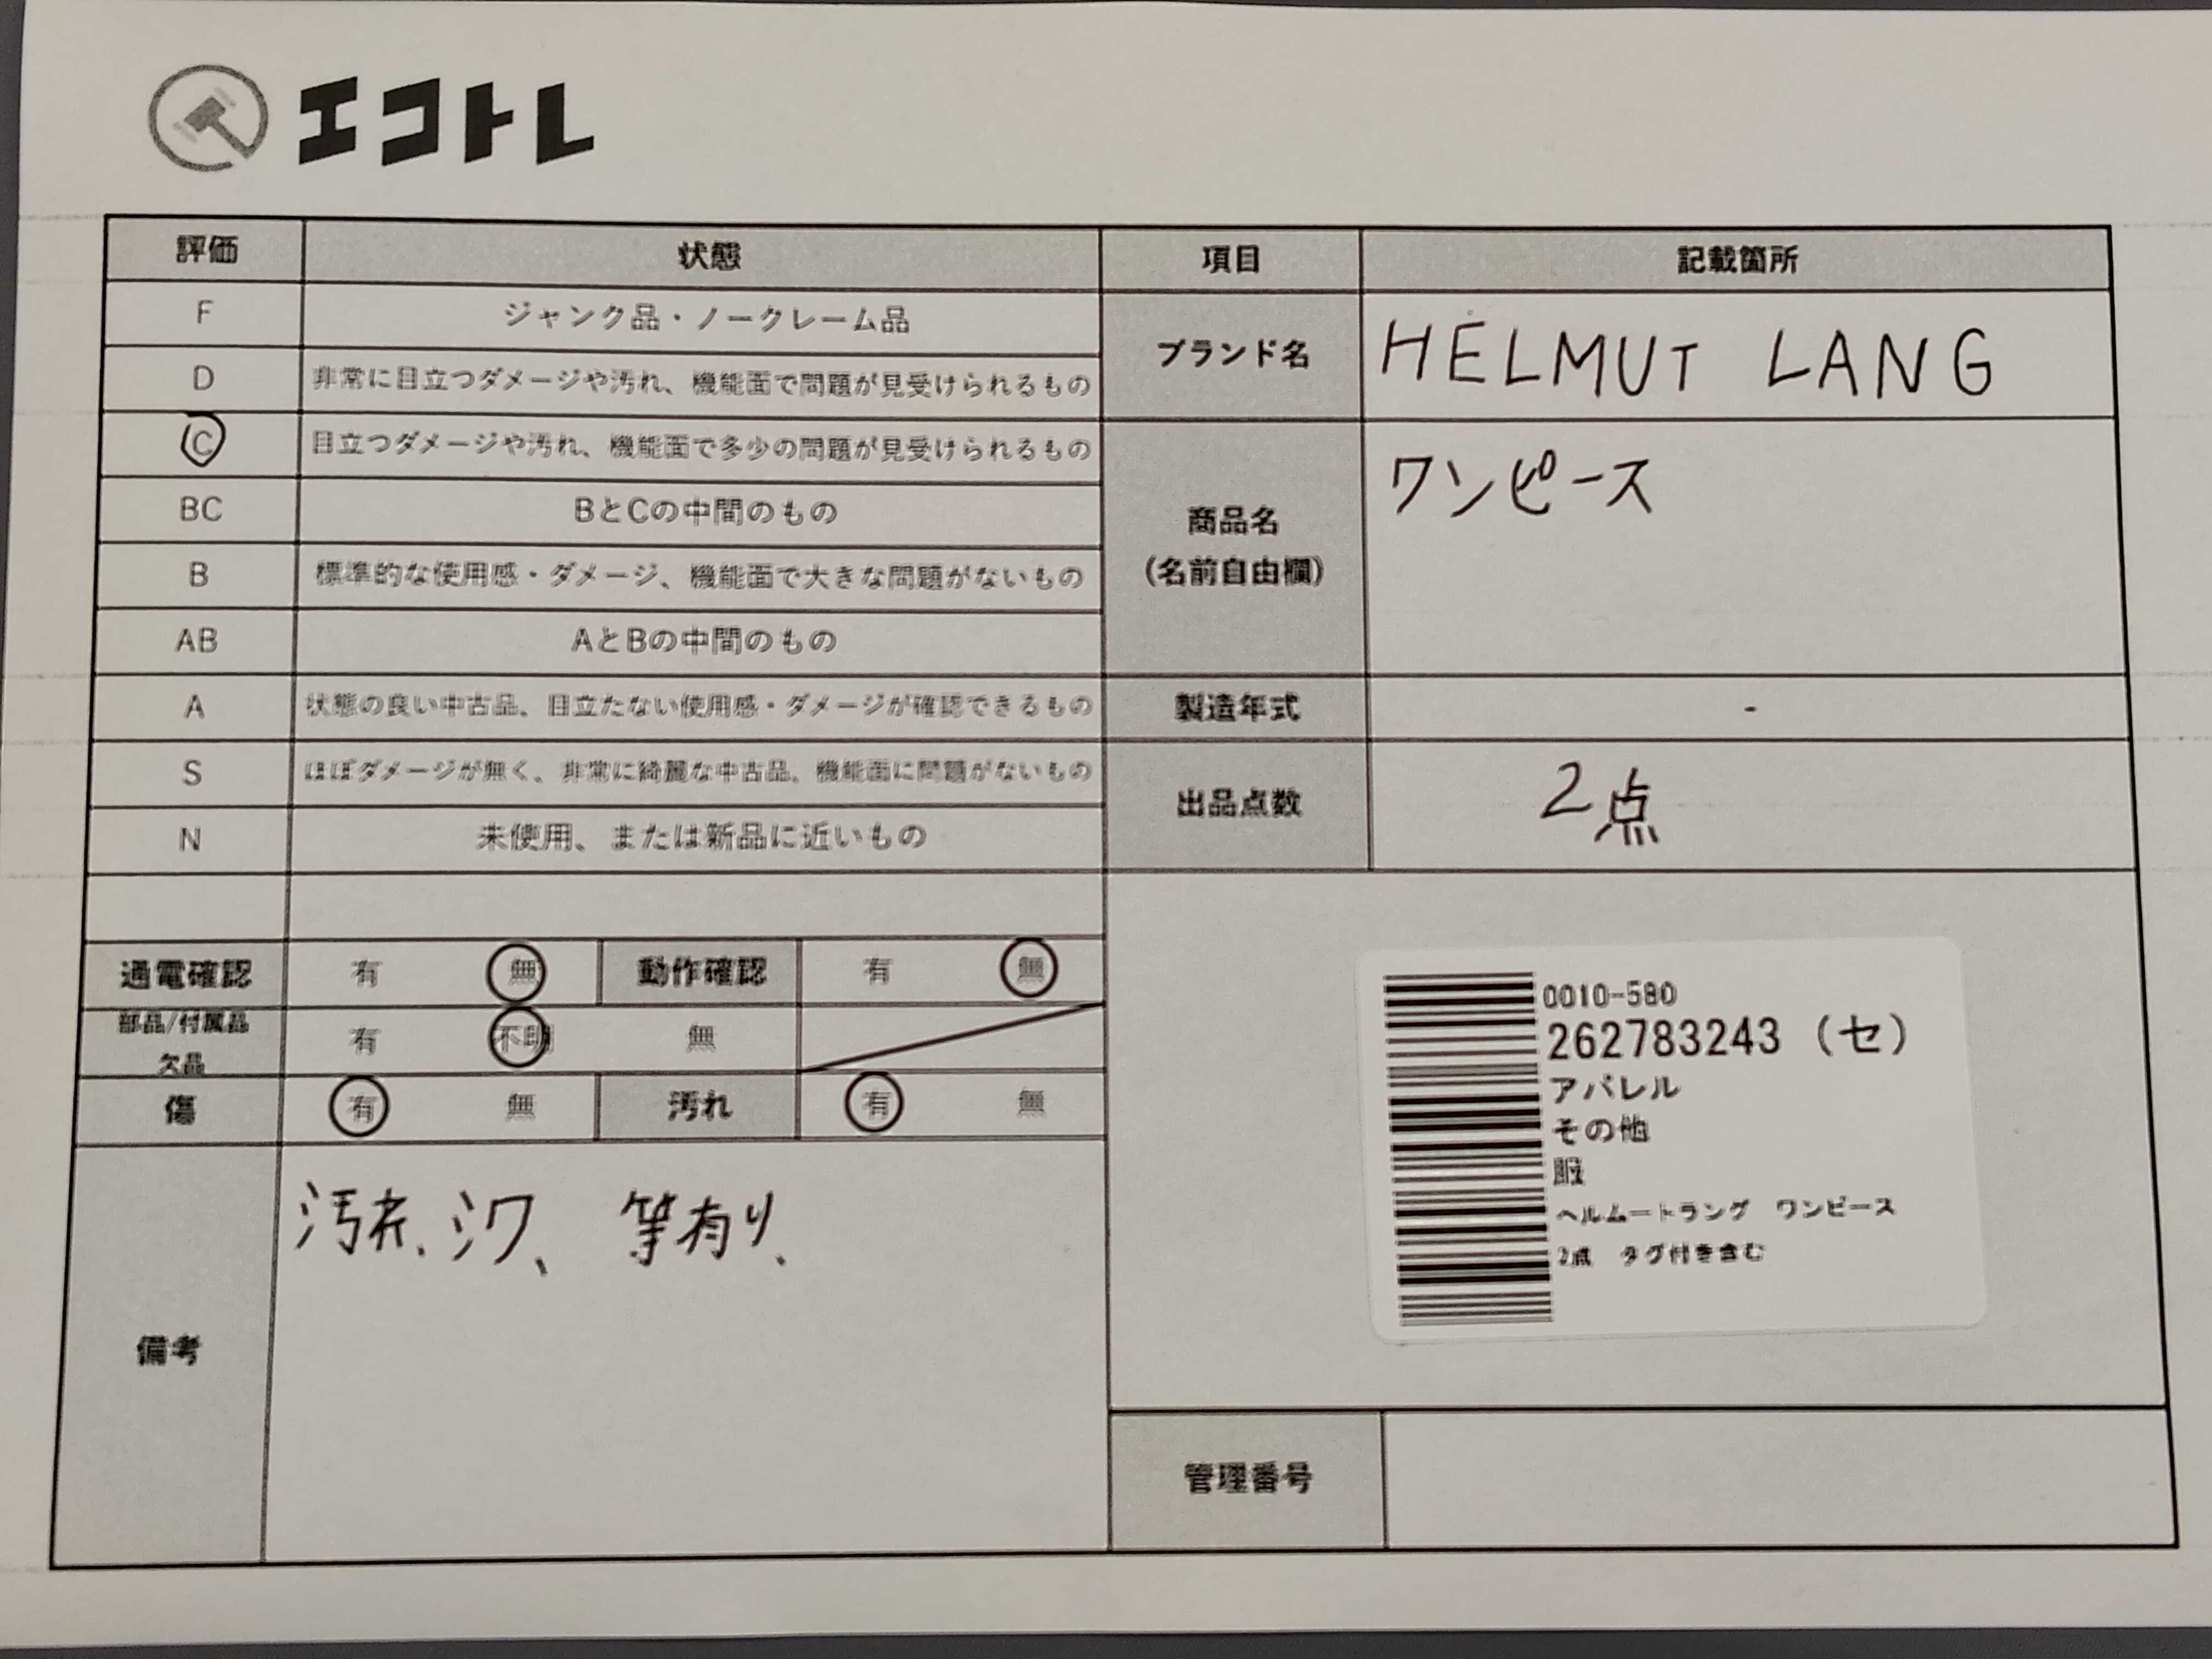 エコトレ
評価 状態 項目 記載箇所
F ジャンク品・ノークレーム品
D 非常に目立つダメージや汚れ、機能面で問題が見受けられるもの
ブランド名 HELMUT LANG
C 目立つダメージや汚れ、機能面で多少の問題が見受けられるもの
BC BとCの中間のもの
B 標準的な使用感・ダメージ、機能面で大きな問題がないもの
AB AとBの中間のもの
商品名
(名前自由欄)
ワンピース
A 状態の良い中古品、目立たない使用感・ダメージが確認できるもの
製造年式 -
S ほぼダメージが無く、非常に綺麗な中古品、機能面に問題がないもの
N 未使用、または新品に近いもの
出品点数 2点
通電確認 有 無 動作確認 有 無
部品/付属品
欠品
有 不明 無
傷 有 無 汚れ 有 無
備考
汚れ、シワ、等有り、
0010-580
262783243 (セ)
アパレル
その他
服
ヘルムートラング ワンピース
2点 タグ付き含む
管理番号